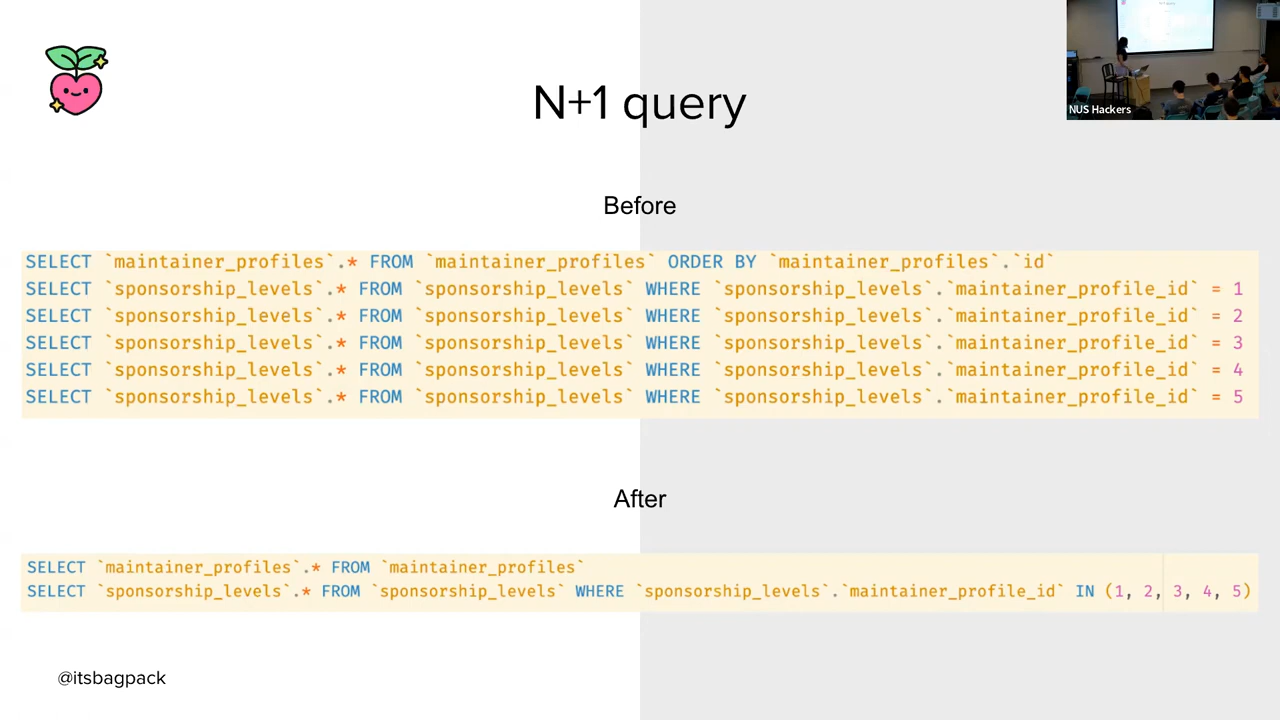 N+1 query
NUS Hackers
Before
SELECT `maintainer_profiles`.* FROM `maintainer_profiles` ORDER BY `maintainer_profiles`.`id`
SELECT `sponsorship_levels`.* FROM `sponsorship_levels` WHERE `sponsorship_levels`.`maintainer_profile_id` = 1
SELECT `sponsorship_levels`.* FROM `sponsorship_levels` WHERE `sponsorship_levels`.`maintainer_profile_id` = 2
SELECT `sponsorship_levels`.* FROM `sponsorship_levels` WHERE `sponsorship_levels`.`maintainer_profile_id` = 3
SELECT `sponsorship_levels`.* FROM `sponsorship_levels` WHERE `sponsorship_levels`.`maintainer_profile_id` = 4
SELECT `sponsorship_levels`.* FROM `sponsorship_levels` WHERE `sponsorship_levels`.`maintainer_profile_id` = 5
After
SELECT `maintainer_profiles`.* FROM `maintainer_profiles`
SELECT `sponsorship_levels`.* FROM `sponsorship_levels` WHERE `sponsorship_levels`.`maintainer_profile_id` IN (1, 2, 3, 4, 5)
@itsbagpack